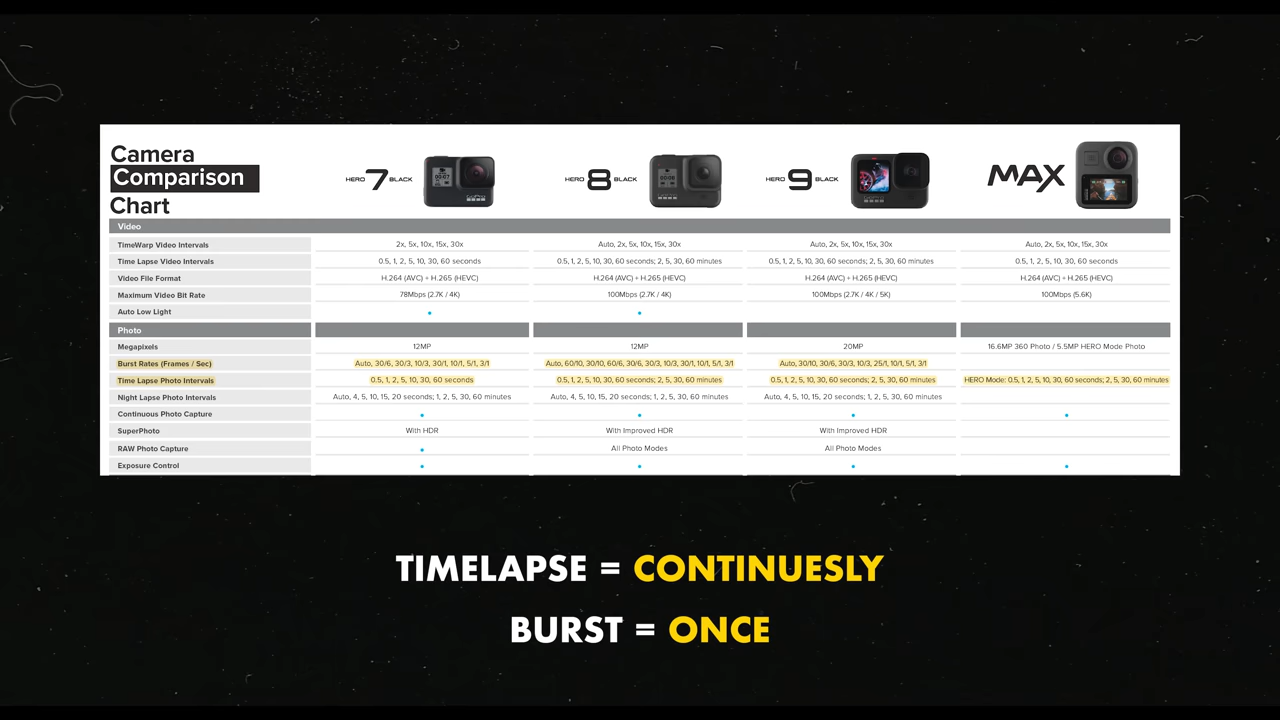 Camera
Comparison
Chart
HERO 7 BLACK
HERO 8 BLACK
HERO 9 BLACK
MAX
Video
TimeWarp Video Intervals 2x, 5x, 10x, 15x, 30x Auto, 2x, 5x, 10x, 15x, 30x Auto, 2x, 5x, 10x, 15x, 30x Auto, 2x, 5x, 10x, 15x, 30x
Time Lapse Video Intervals 0.5, 1, 2, 5, 10, 30, 60 seconds 0.5, 1, 2, 5, 10, 30, 60 seconds; 2, 5, 30, 60 minutes 0.5, 1, 2, 5, 10, 30, 60 seconds; 2, 5, 30, 60 minutes 0.5, 1, 2, 5, 10, 30, 60 seconds
Video File Format H.264 (AVC) + H.265 (HEVC) H.264 (AVC) + H.265 (HEVC) H.264 (AVC) + H.265 (HEVC) H.264 (AVC) + H.265 (HEVC)
Maximum Video Bit Rate 78Mbps (2.7K / 4K) 100Mbps (2.7K / 4K) 100Mbps (2.7K / 4K / 5K) 100Mbps (5.6K)
Auto Low Light
Photo
Megapixels 12MP 12MP 20MP 16.6MP 360 Photo / 5.5MP HERO Mode Photo
Burst Rates (Frames / Sec) Auto, 30/6, 30/3, 10/3, 30/1, 10/1, 5/1, 3/1 Auto, 60/10, 30/10, 60/6, 30/6, 30/3, 10/3, 30/1, 10/1, 5/1, 3/1 Auto, 30/10, 30/6, 30/3, 10/3, 25/1, 10/1, 5/1, 3/1
Time Lapse Photo Intervals 0.5, 1, 2, 5, 10, 30, 60 seconds 0.5, 1, 2, 5, 10, 30, 60 seconds; 2, 5, 30, 60 minutes 0.5, 1, 2, 5, 10, 30, 60 seconds; 2, 5, 30, 60 minutes HERO Mode: 0.5, 1, 2, 5, 10, 30, 60 seconds; 2, 5, 30, 60 minutes
Night Lapse Photo Intervals Auto, 4, 5, 10, 15, 20 seconds; 1, 2, 5, 30, 60 minutes Auto, 4, 5, 10, 15, 20 seconds; 1, 2, 5, 30, 60 minutes Auto, 4, 5, 10, 15, 20 seconds; 1, 2, 5, 30, 60 minutes
Continuous Photo Capture
SuperPhoto With HDR With Improved HDR With Improved HDR
RAW Photo Capture All Photo Modes All Photo Modes
Exposure Control
TIMELAPSE = CONTINUESLY
BURST = ONCE